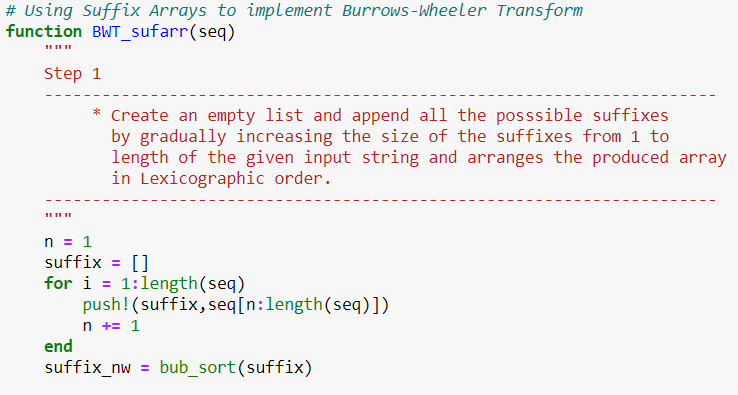 # Using Suffix Arrays to implement Burrows-Wheeler Transform
function BWT_sufarr(seq)
    """
    Step 1
    ----------------------------------------------------------------------
         * Create an empty list and append all the posssible suffixes
           by gradually increasing the size of the suffixes from 1 to
           length of the given input string and arranges the produced array
           in Lexicographic order.
    ----------------------------------------------------------------------
    """
    n = 1
    suffix = []
    for i = 1:length(seq)
        push!(suffix,seq[n:length(seq)])
        n += 1
    end
    suffix_nw = bub_sort(suffix)